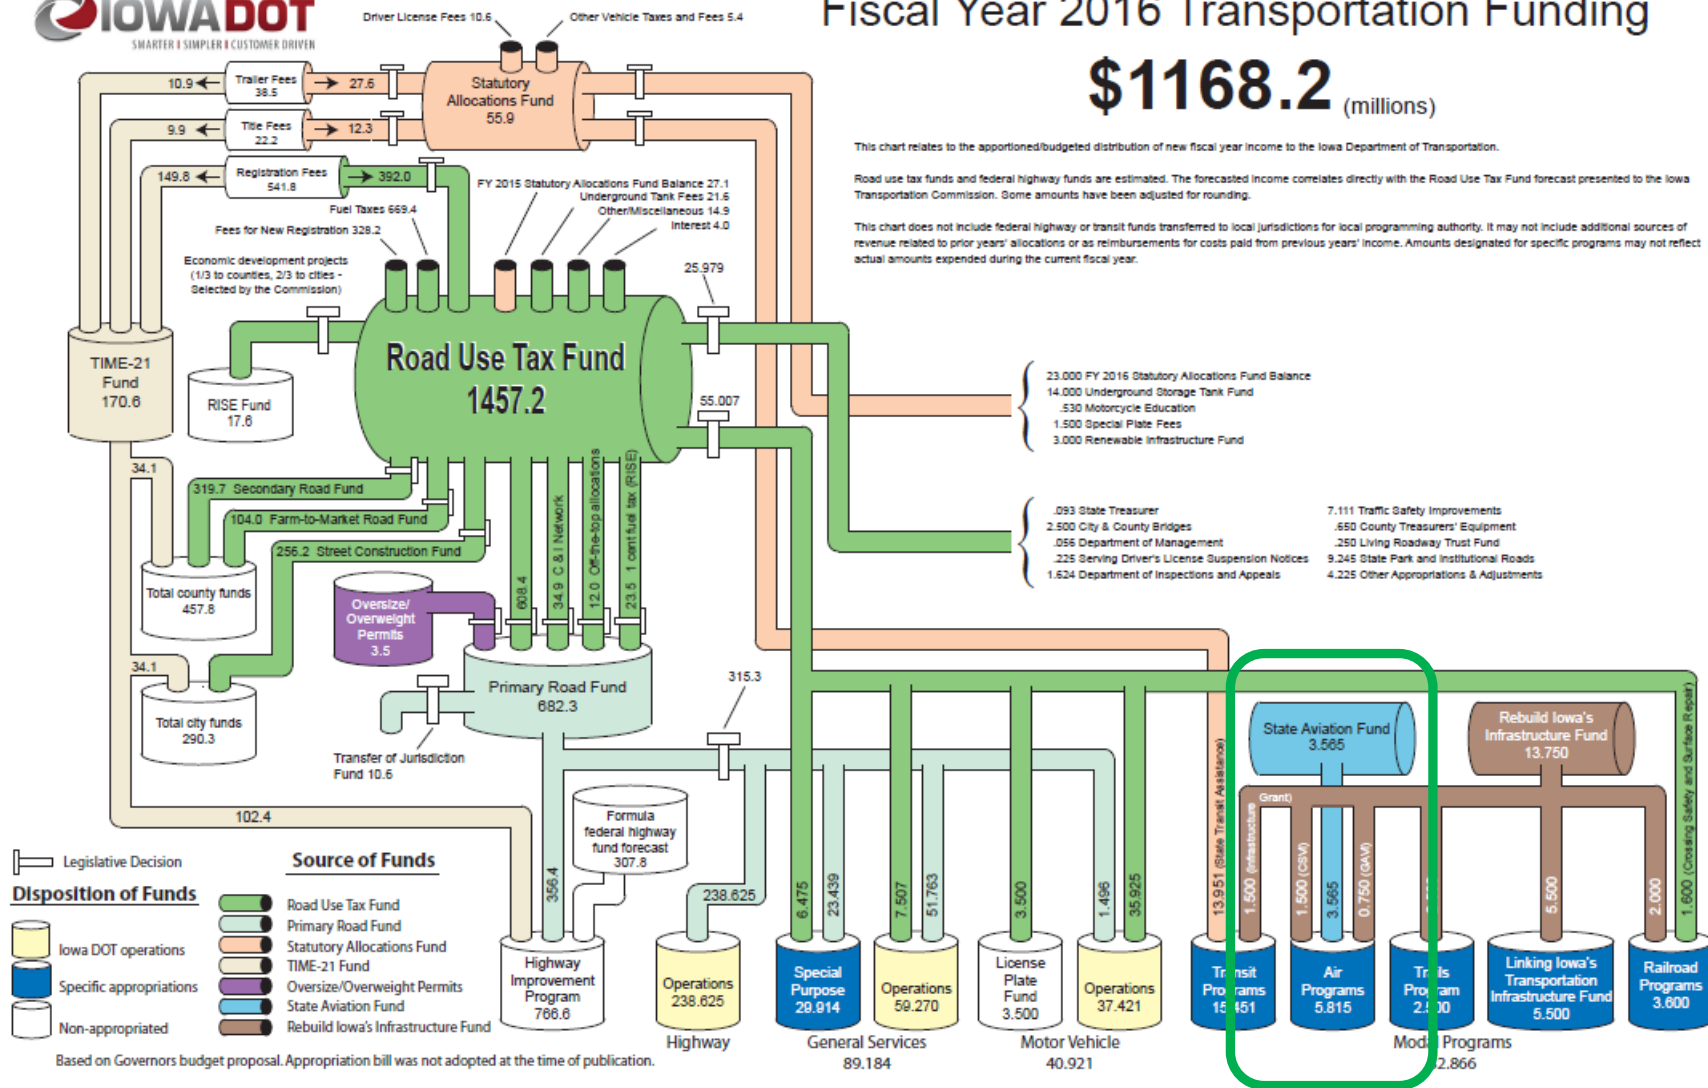 IOWADOT
SMARTER I SIMPLER I CUSTOMER DRIVEN
Fiscal Year 2016 Transportation Funding
$1168.2 (millions)
This chart relates to the apportioned/budgeted distribution of new fiscal year income to the Iowa Department of Transportation.
Road use tax funds and federal highway funds are estimated. The forecasted income correlates directly with the Road Use Tax Fund forecast presented to the Iowa
Transportation Commission. Some amounts have been adjusted for rounding.
This chart does not include federal highway or transit funds transferred to local jurisdictions for local programming authority. It may not include additional sources of
revenue related to prior years' allocations or as reimbursements for costs paid from previous years' income. Amounts designated for specific programs may not reflect
actual amounts expended during the current fiscal year.
Driver License Fees 10.6
Other Vehicle Taxes and Fees 5.4
10.9
Trailer Fees
38.5
27.6
Statutory
Allocations Fund
55.9
9.9
Title Fees
22.2
12.3
149.8
Registration Fees
541.8
392.0
Fuel Taxes 669.4
Fees for New Registration 328.2
FY 2015 Statutory Allocations Fund Balance 27.1
Underground Tank Fees 21.6
Other/Miscellaneous 14.9
Interest 4.0
Economic development projects
(1/3 to counties, 2/3 to cities -
Selected by the Commission)
25.979
Road Use Tax Fund
1457.2
55.007
TIME-21
Fund
170.6
RISE Fund
17.6
23.000 FY 2016 Statutory Allocations Fund Balance
14.000 Underground Storage Tank Fund
.530 Motorcycle Education
1.500 Special Plate Fees
3.000 Renewable Infrastructure Fund
.093 State Treasurer
2.500 City & County Bridges
.056 Department of Management
.225 Serving Driver's License Suspension Notices
1.624 Department of Inspections and Appeals
7.111 Traffic Safety Improvements
.650 County Treasurers' Equipment
.250 Living Roadway Trust Fund
9.245 State Park and Institutional Roads
4.225 Other Appropriations & Adjustments
34.1
319.7 Secondary Road Fund
104.0 Farm-to-Market Road Fund
256.2 Street Construction Fund
608.4
34.9 C & I Network
12.0 Off-the-top allocations
23.5 1 cent fuel tax (RISE)
Total county funds
457.8
Oversize/
Overweight
Permits
3.5
34.1
Total city funds
290.3
Primary Road Fund
682.3
Transfer of Jurisdiction
Fund 10.6
315.3
102.4
Formula
federal highway
fund forecast
307.8
356.4
238.625
6.475
23.439
7.507
51.763
3.500
1.496
35.925
13.951 (State Transit Assistance)
1.500 (Infrastructure
Grant)
1.500 (CSVI)
3.565
0.750 (GAVI)
5.500
2.000
1.600 (Crossing Safety and Surface Repair)
State Aviation Fund
3.565
Rebuild Iowa's
Infrastructure Fund
13.750
Legislative Decision
Disposition of Funds
Iowa DOT operations
Specific appropriations
Non-appropriated
Source of Funds
Road Use Tax Fund
Primary Road Fund
Statutory Allocations Fund
TIME-21 Fund
Oversize/Overweight Permits
State Aviation Fund
Rebuild Iowa's Infrastructure Fund
Highway
Improvement
Program
766.6
Operations
238.625
Highway
Special
Purpose
29.914
Operations
59.270
General Services
89.184
License
Plate
Fund
3.500
Operations
37.421
Motor Vehicle
40.921
Transit
Programs
15.451
Air
Programs
5.815
Trails
Program
Linking Iowa's
Transportation
Infrastructure Fund
5.500
Railroad
Programs
3.600
Modal Programs
Based on Governors budget proposal. Appropriation bill was not adopted at the time of publication.